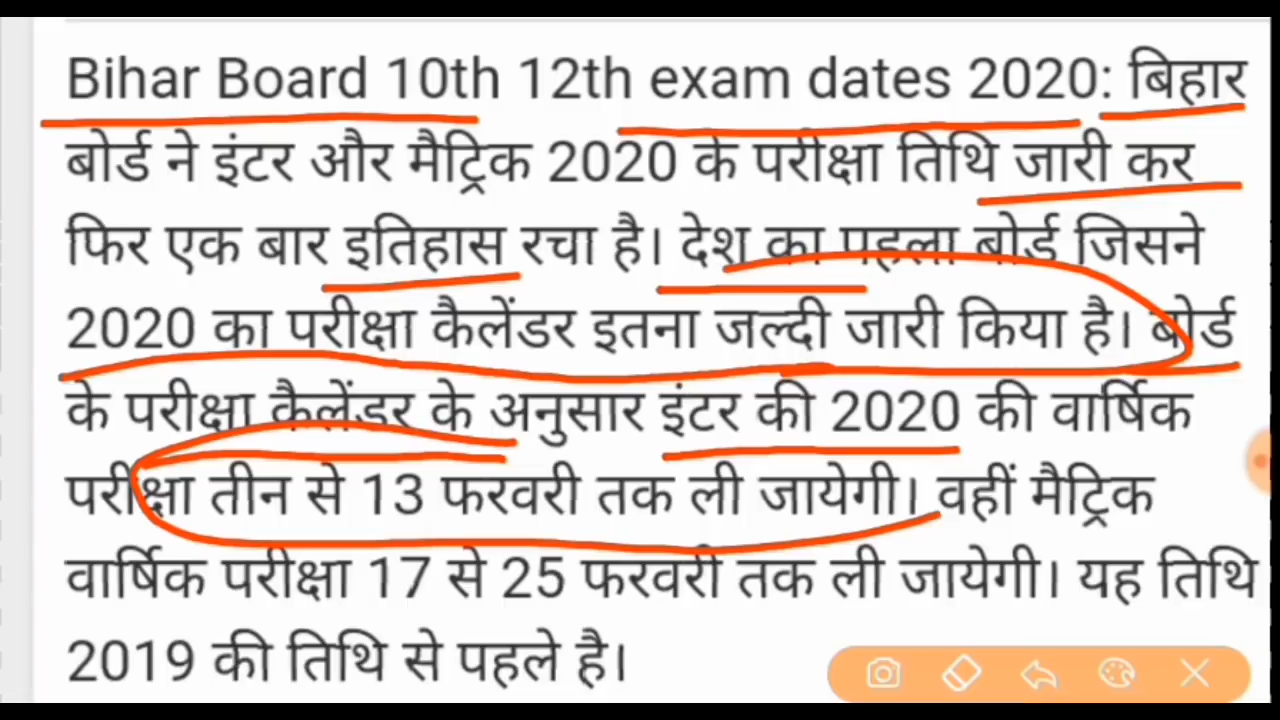 Bihar Board 10th 12th exam dates 2020: बिहार
बोर्ड ने इंटर और मैट्रिक 2020 के परीक्षा तिथि जारी कर
फिर एक बार इतिहास रचा है। देश का पहला बोर्ड जिसने
2020 का परीक्षा कैलेंडर इतना जल्दी जारी किया है। बोर्ड
के परीक्षा कैलेंडर के अनुसार इंटर की 2020 की वार्षिक
परीक्षा तीन से 13 फरवरी तक ली जायेगी। वहीं मैट्रिक
वार्षिक परीक्षा 17 से 25 फरवरी तक ली जायेगी। यह तिथि
2019 की तिथि से पहले है।